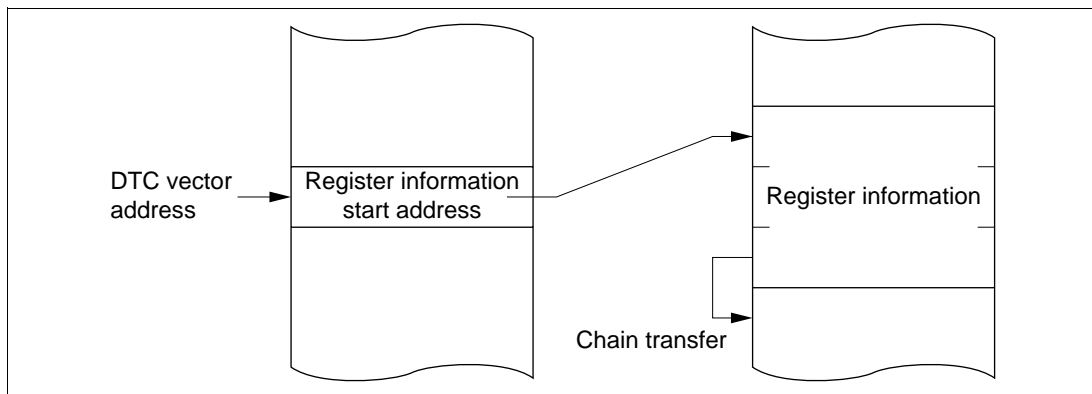 DTC vector
address
Register information
start address
Register information
Chain transfer